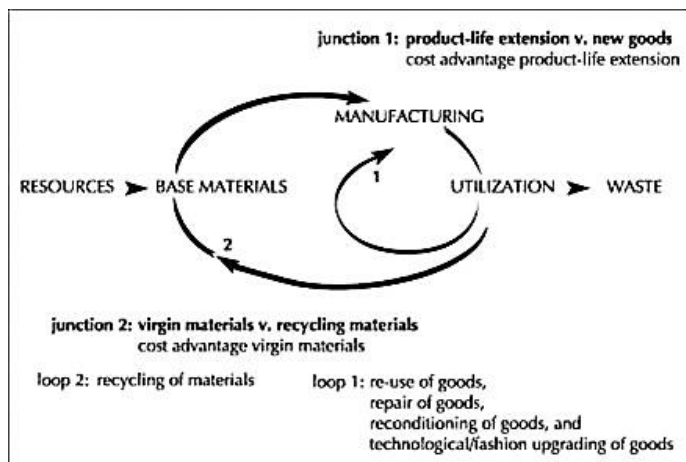 junction 1: product-life extension v. new goods
cost advantage product-life extension
MANUFACTURING
1
RESOURCES BASE MATERIALS UTILIZATION WASTE
2
junction 2: virgin materials v. recycling materials
cost advantage virgin materials
loop 2: recycling of materials
loop 1: re-use of goods,
repair of goods,
reconditioning of goods, and
technological/fashion upgrading of goods